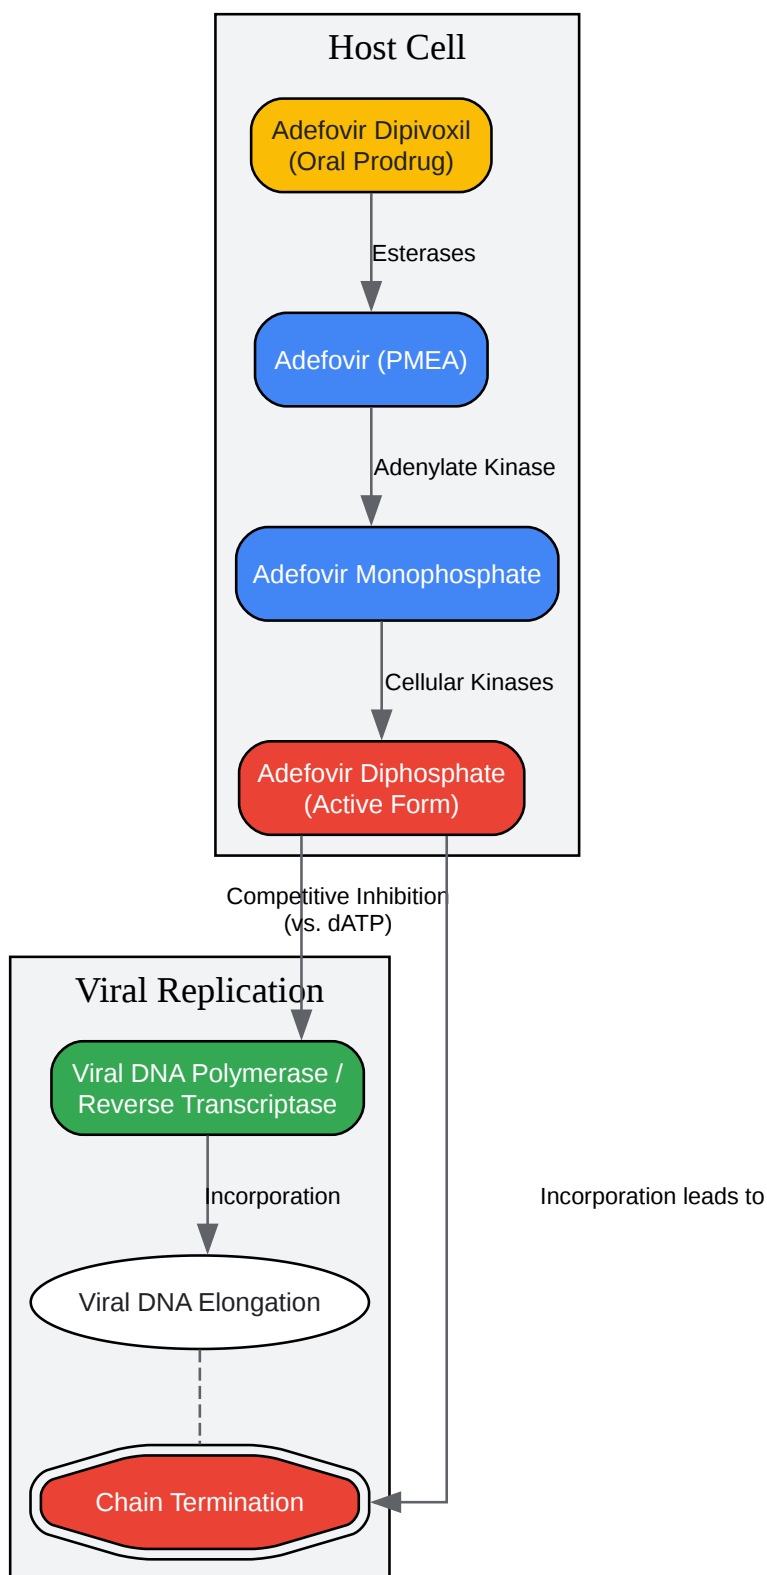 Host Cell
Adefovir Dipivoxil
(Oral Prodrug)
Esterases
Adefovir (PMEA)
Adenylate Kinase
Adefovir Monophosphate
Cellular Kinases
Adefovir Diphosphate
(Active Form)
Competitive Inhibition
(vs. dATP)
Viral Replication
Viral DNA Polymerase /
Reverse Transcriptase
Incorporation
Incorporation leads to
Viral DNA Elongation
Chain Termination